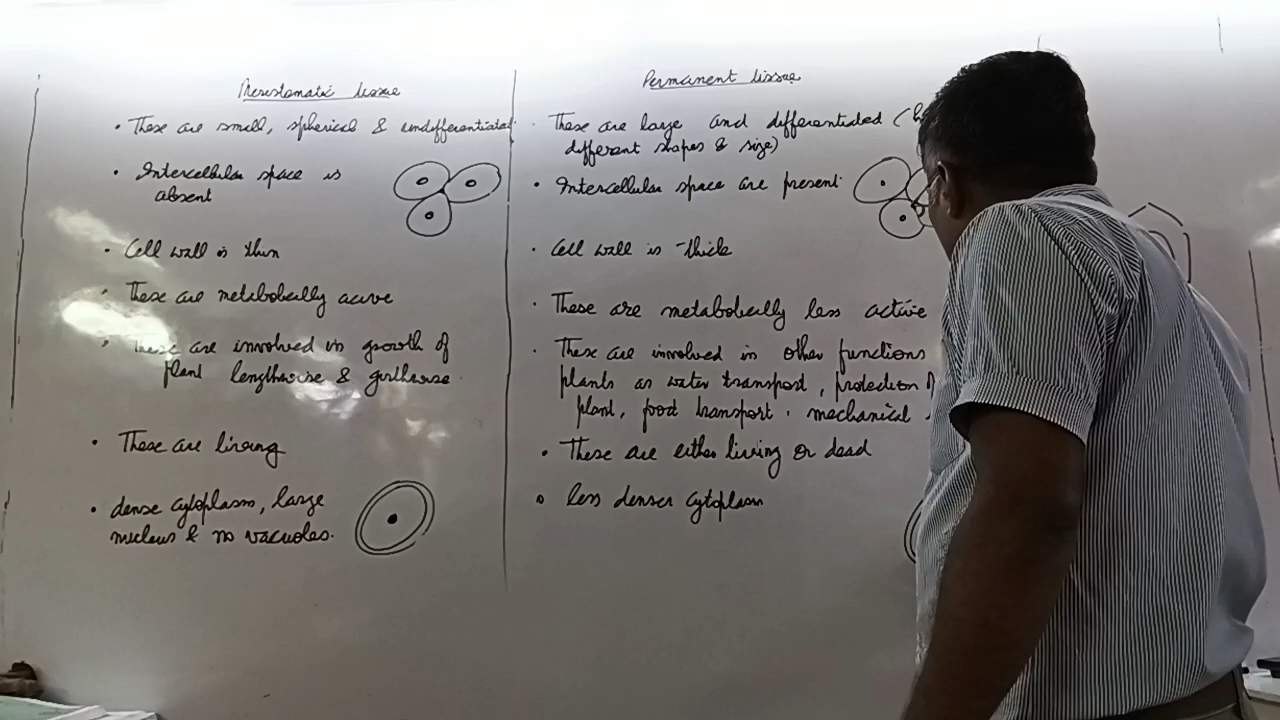 Meristematic tissue
• These are small, spherical & undifferentiated.
• Intercellular space is
absent
• Cell wall is thin
• These are metabolically active
• These are involved in growth of
plant lengthwise & girthwise.
• These are living
• dense cytoplasm, large
nucleus & no vacuoles.
Permanent tissue
• These are large and differentiated (
different shapes & size)
• Intercellular space are present.
• Cell wall is thick
• These are metabolically less active
• These are involved in other functions
plants as water transport, protection
plant, food transport, mechanical
• These are either living or dead
• less denser cytoplasm